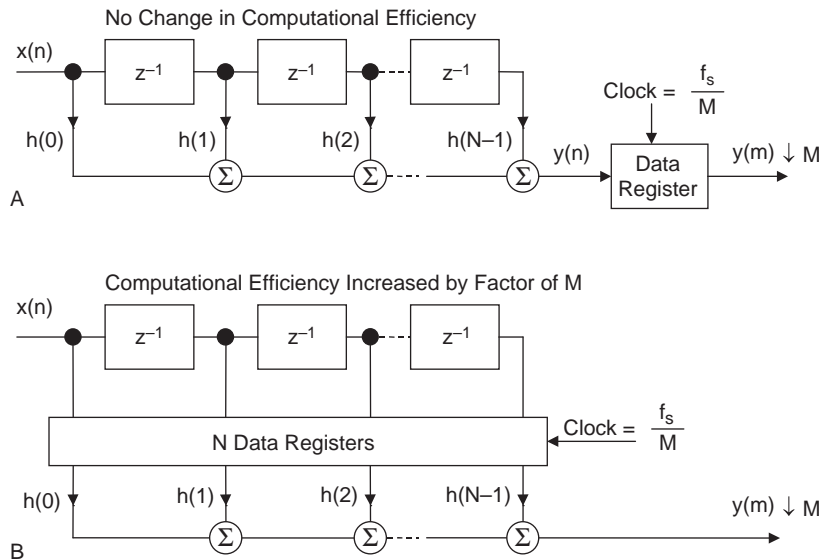 No Change in Computational Efficiency
x(n)
z⁻¹ z⁻¹ z⁻¹
Clock = fₛ/M
h(0) h(1) h(2) h(N–1)
y(n)
Data Register
y(m) ↓ M
Σ Σ Σ
A
Computational Efficiency Increased by Factor of M
x(n)
z⁻¹ z⁻¹ z⁻¹
N Data Registers
Clock = fₛ/M
h(0) h(1) h(2) h(N–1)
y(m) ↓ M
Σ Σ Σ
B